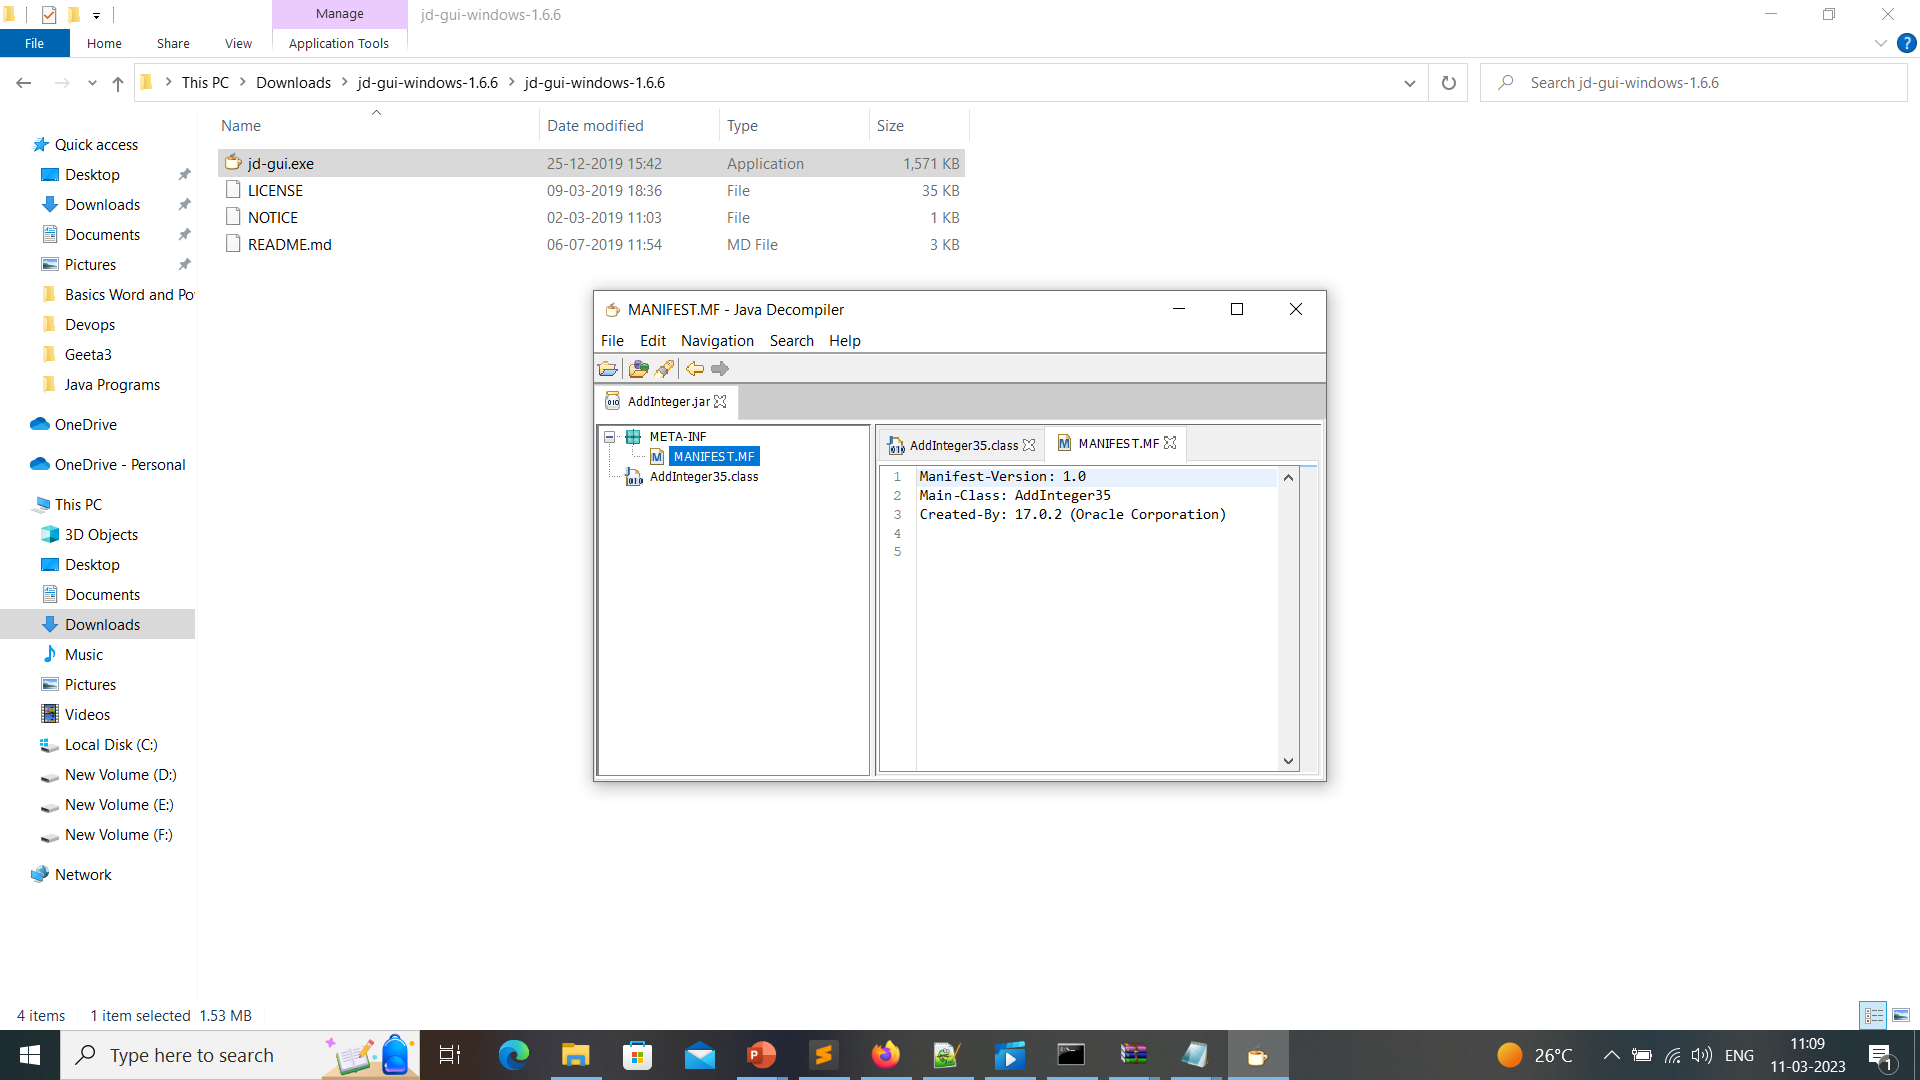 Manage
jd-gui-windows-1.6.6
File
Home
Share
View
Application Tools
This PC
Downloads
jd-gui-windows-1.6.6
jd-gui-windows-1.6.6
Search jd-gui-windows-1.6.6
Name
Date modified
Type
Size
jd-gui.exe
25-12-2019 15:42
Application
1,571 KB
LICENSE
09-03-2019 18:36
File
35 KB
NOTICE
02-03-2019 11:03
File
1 KB
README.md
06-07-2019 11:54
MD File
3 KB
Quick access
Desktop
Downloads
Documents
Pictures
Basics Word and Po
Devops
Geeta3
Java Programs
OneDrive
OneDrive - Personal
This PC
3D Objects
Desktop
Documents
Downloads
Music
Pictures
Videos
Local Disk (C:)
New Volume (D:)
New Volume (E:)
New Volume (F:)
Network
MANIFEST.MF - Java Decompiler
File
Edit
Navigation
Search
Help
AddInteger.jar
META-INF
MANIFEST.MF
AddInteger35.class
AddInteger35.class
MANIFEST.MF
1 Manifest-Version: 1.0
2 Main-Class: AddInteger35
3 Created-By: 17.0.2 (Oracle Corporation)
4
5
4 items
1 item selected 1.53 MB
Type here to search
26°C
ENG
11:09
11-03-2023
1